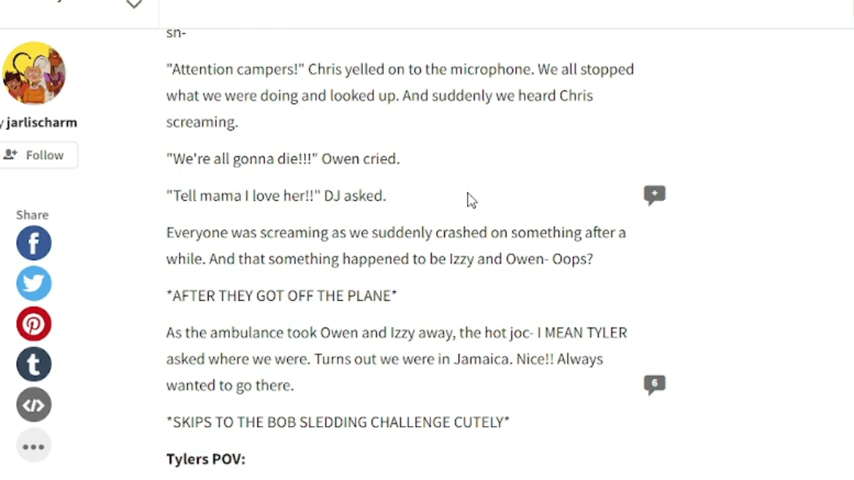 sn-
"Attention campers!" Chris yelled on to the microphone. We all stopped
what we were doing and looked up. And suddenly we heard Chris
screaming.
y jarlischarm
Follow
"We're all gonna die!!!" Owen cried.
"Tell mama I love her!!" DJ asked.
+
Share
Everyone was screaming as we suddenly crashed on something after a
while. And that something happened to be Izzy and Owen- Oops?
*AFTER THEY GOT OFF THE PLANE*
As the ambulance took Owen and Izzy away, the hot joc- I MEAN TYLER
asked where we were. Turns out we were in Jamaica. Nice!! Always
wanted to go there.
6
*SKIPS TO THE BOB SLEDDING CHALLENGE CUTELY*
Tylers POV: